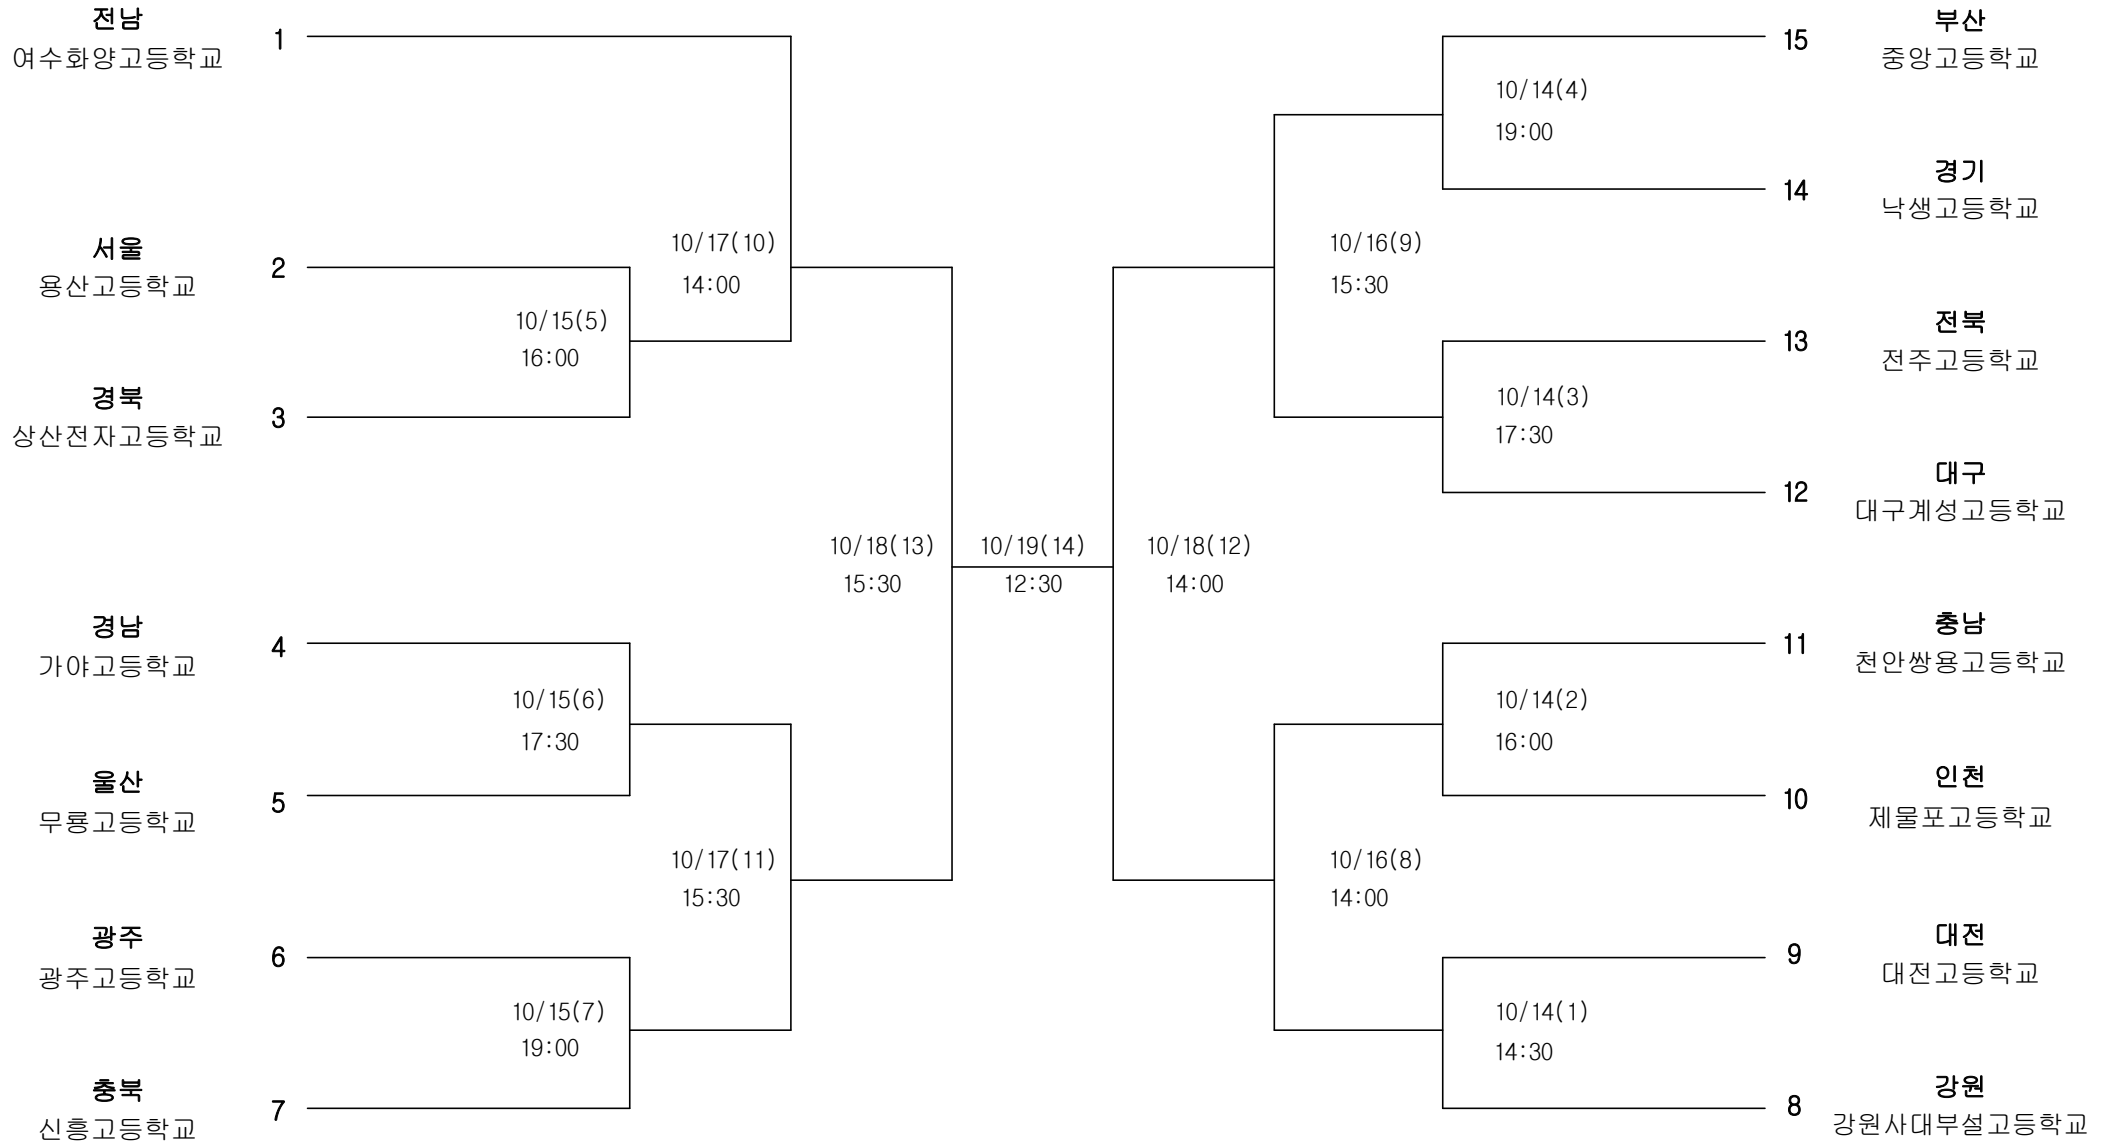 전남
여수화양고등학교
1
서울
용산고등학교
2
10/17(10)
14:00
10/15(5)
16:00
경북
상산전자고등학교
3
10/18(13)
15:30
경남
가야고등학교
4
10/15(6)
17:30
울산
무룡고등학교
5
10/17(11)
15:30
광주
광주고등학교
6
10/15(7)
19:00
충북
신흥고등학교
7
10/19(14)
12:30
부산
중앙고등학교
15
10/14(4)
19:00
경기
낙생고등학교
14
10/16(9)
15:30
전북
전주고등학교
13
10/14(3)
17:30
대구
대구계성고등학교
12
10/18(12)
14:00
충남
천안쌍용고등학교
11
10/14(2)
16:00
인천
제물포고등학교
10
10/16(8)
14:00
대전
대전고등학교
9
10/14(1)
14:30
강원
강원사대부설고등학교
8